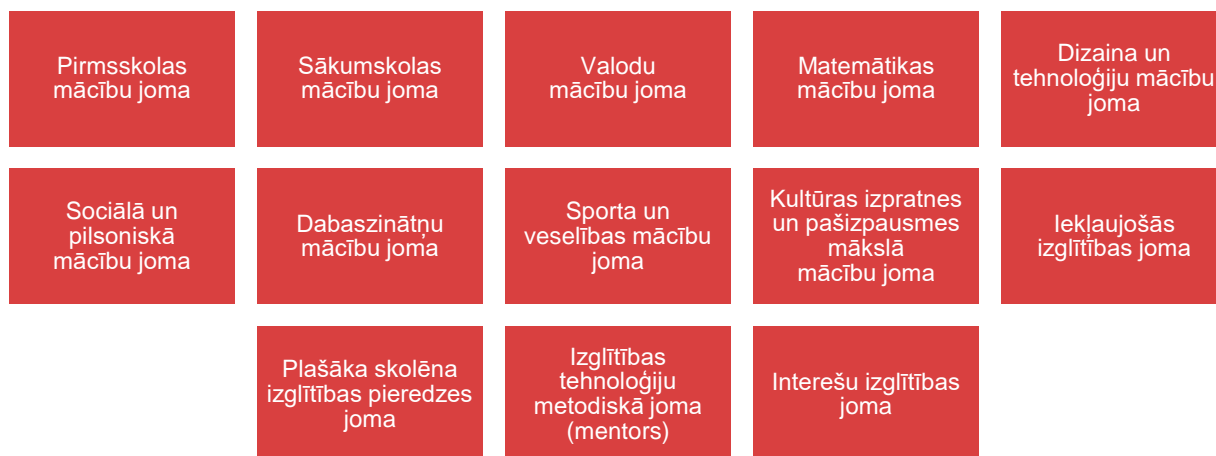 Pirmsskolas
mācību joma
Sākumskolas
mācību joma
Valodu
mācību joma
Matemātikas
mācību joma
Dizaina un
tehnoloģiju mācību
joma
Sociālā un
pilsoniskā
mācību joma
Dabaszinātņu
mācību joma
Sporta un
veselības mācību
joma
Kultūras izpratnes
un pašizpausmes
mākslā
mācību joma
Iekļaujošās
izglītības joma
Plašāka skolēna
izglītības pieredzes
joma
Izglītības
tehnoloģiju
metodiskā joma
(mentors)
Interešu izglītības
joma